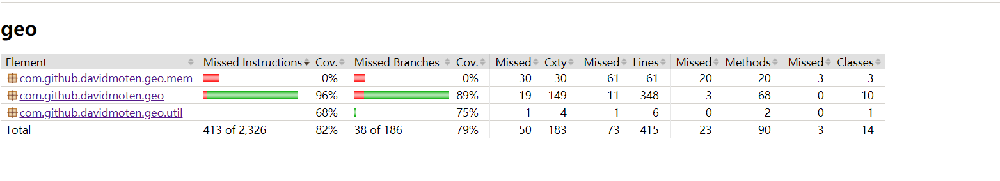 geo
Element Missed Instructions Cov. Missed Branches Cov. Missed Cxty Missed Lines Missed Methods Missed Classes
com.github.davidmoten.geo.mem 0% 0% 30 30 61 61 20 20 3 3
com.github.davidmoten.geo 96% 89% 19 149 11 348 3 68 0 10
com.github.davidmoten.geo.util 68% 75% 1 4 1 6 0 2 0 1
Total 413 of 2,326 82% 38 of 186 79% 50 183 73 415 23 90 3 14